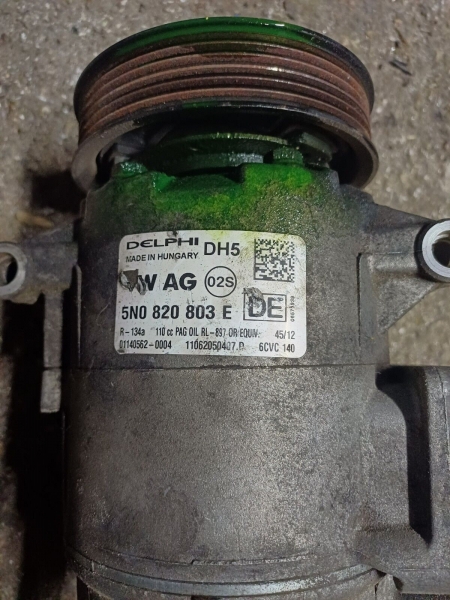 DELPHI DH5
MADE IN HUNGARY
W AG 02S
5N0 820 803 E DE
R-134a 110 cc PAG OIL RL-897 OR EQUIV. 45/12
01140562-0004 11062050407.D 6CVC 140